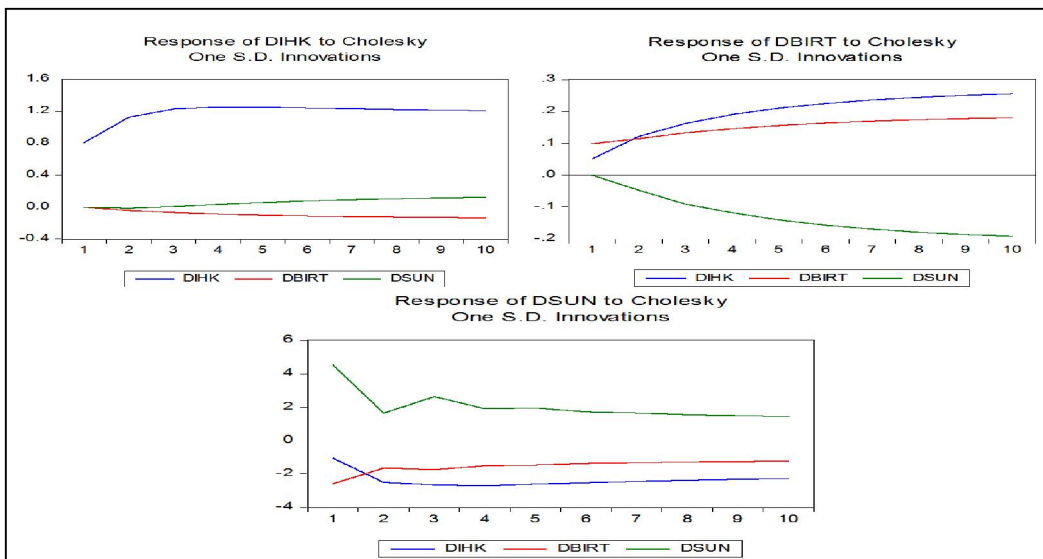 Response of DIHK to Cholesky
One S.D. Innovations
1.6
1.2
0.8
0.4
0.0
-0.4
1 2 3 4 5 6 7 8 9 10
DIHK DBIRT DSUN
Response of DBIRT to Cholesky
One S.D. Innovations
.3
.2
.1
.0
-.1
-.2
1 2 3 4 5 6 7 8 9 10
DIHK DBIRT DSUN
Response of DSUN to Cholesky
One S.D. Innovations
6
4
2
0
-2
-4
1 2 3 4 5 6 7 8 9 10
DIHK DBIRT DSUN